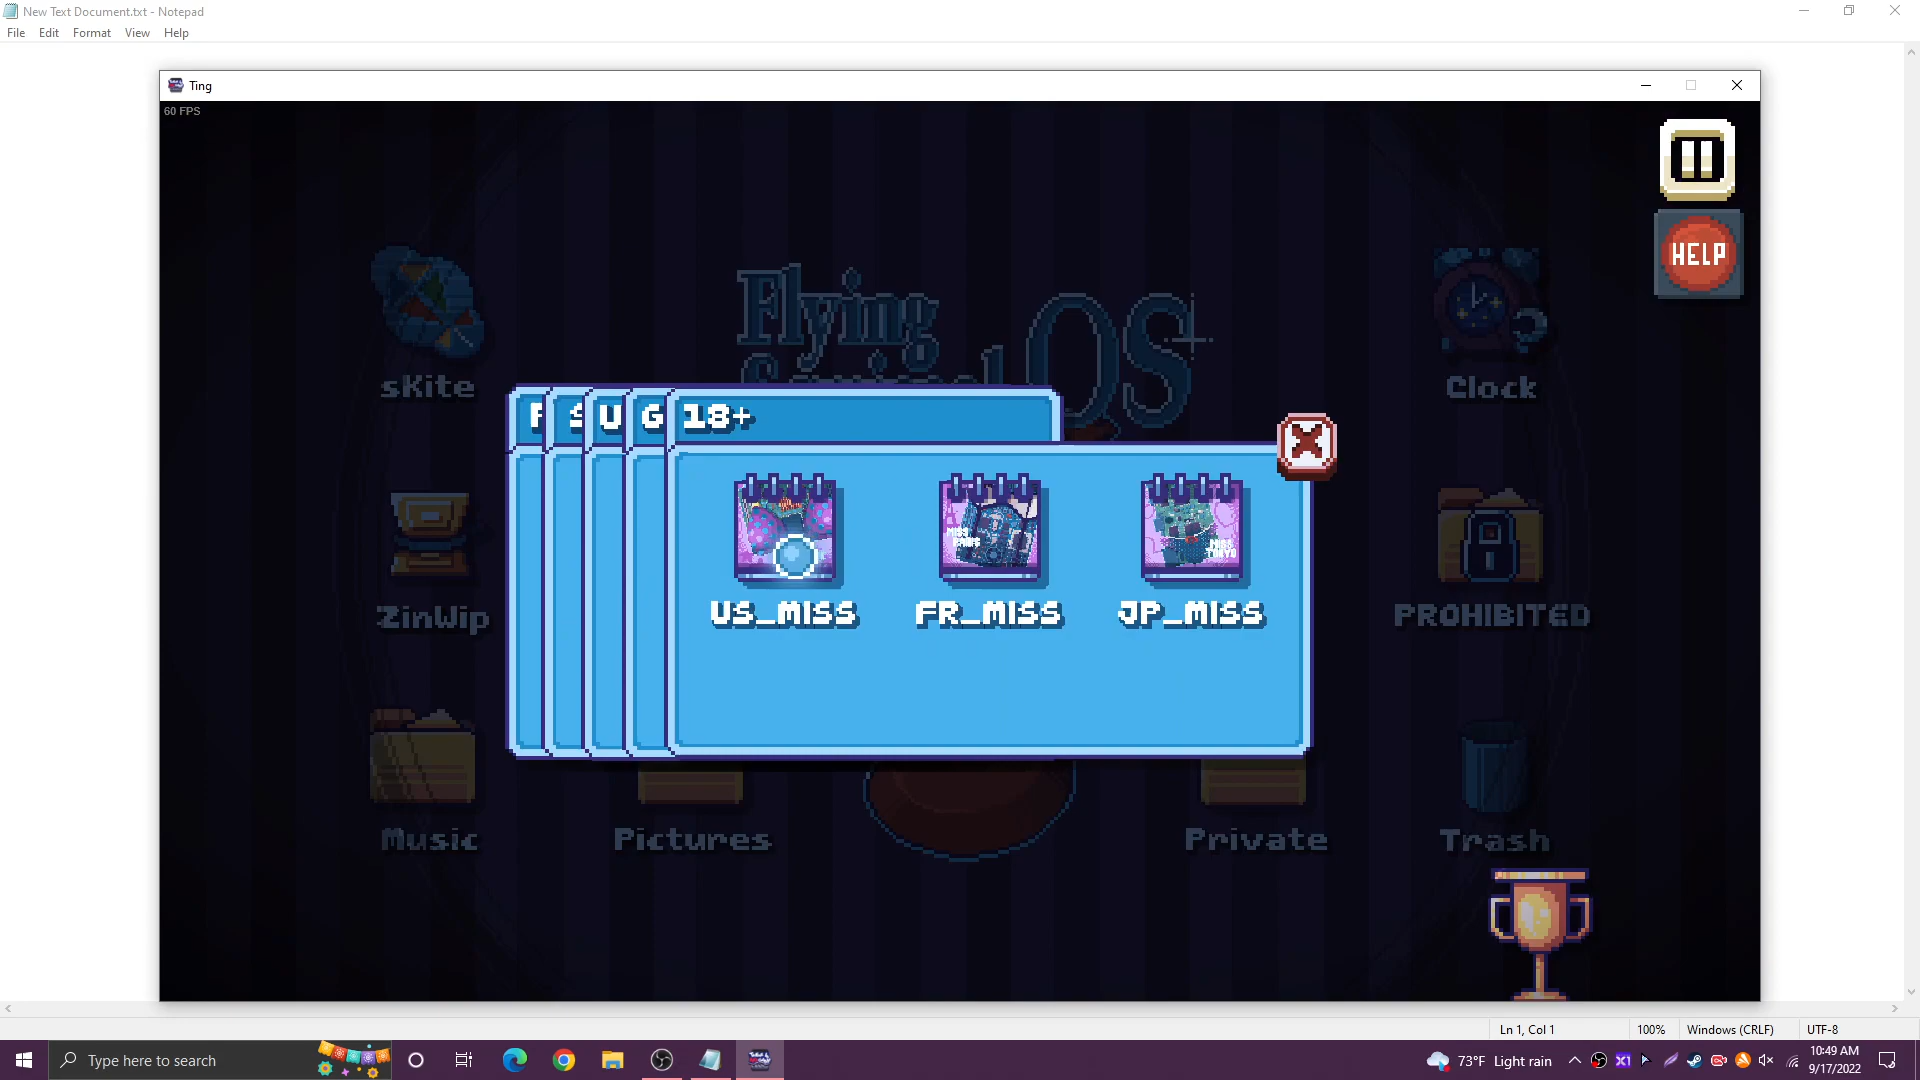 New Text Document.txt - Notepad
File Edit Format View Help
Ting
60 FPS
HELP
Flying
OS
sKite
Clock
F S U G 18+
US_MISS FR_MISS JP_MISS
ZinWip
PROHIBITED
Music
Pictures
Private
Trash
Ln 1, Col 1
100%
Windows (CRLF)
UTF-8
Type here to search
73°F Light rain
10:49 AM
9/17/2022